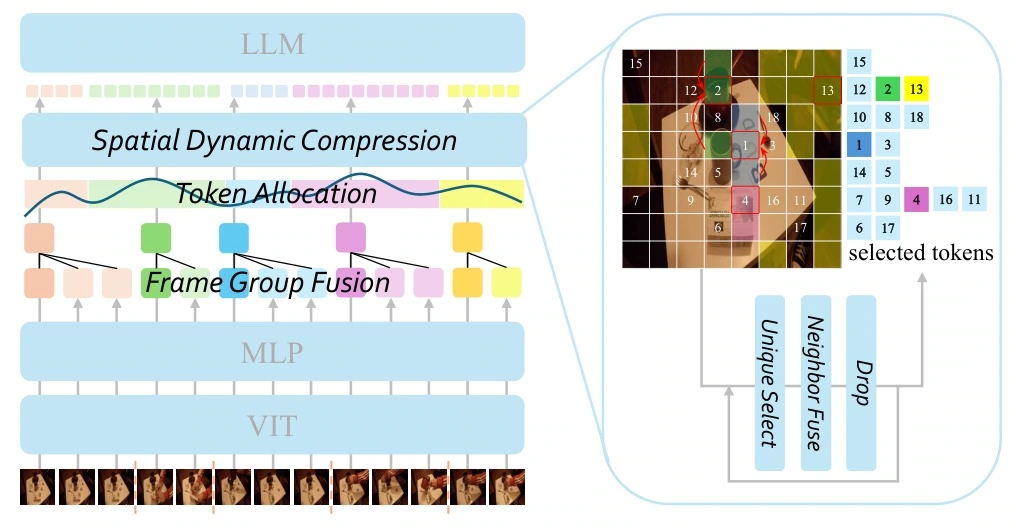 LLM
Spatial Dynamic Compression
Token Allocation
Frame Group Fusion
MLP
VIT
15
12 2 13
10 8 18
1 3
14 5
7 9 4 16 11
6 17
15
12 2 13
10 8 18
1 3
14 5
7 9 4 16 11
6 17
selected tokens
Unique Select
Neighbor Fuse
Drop